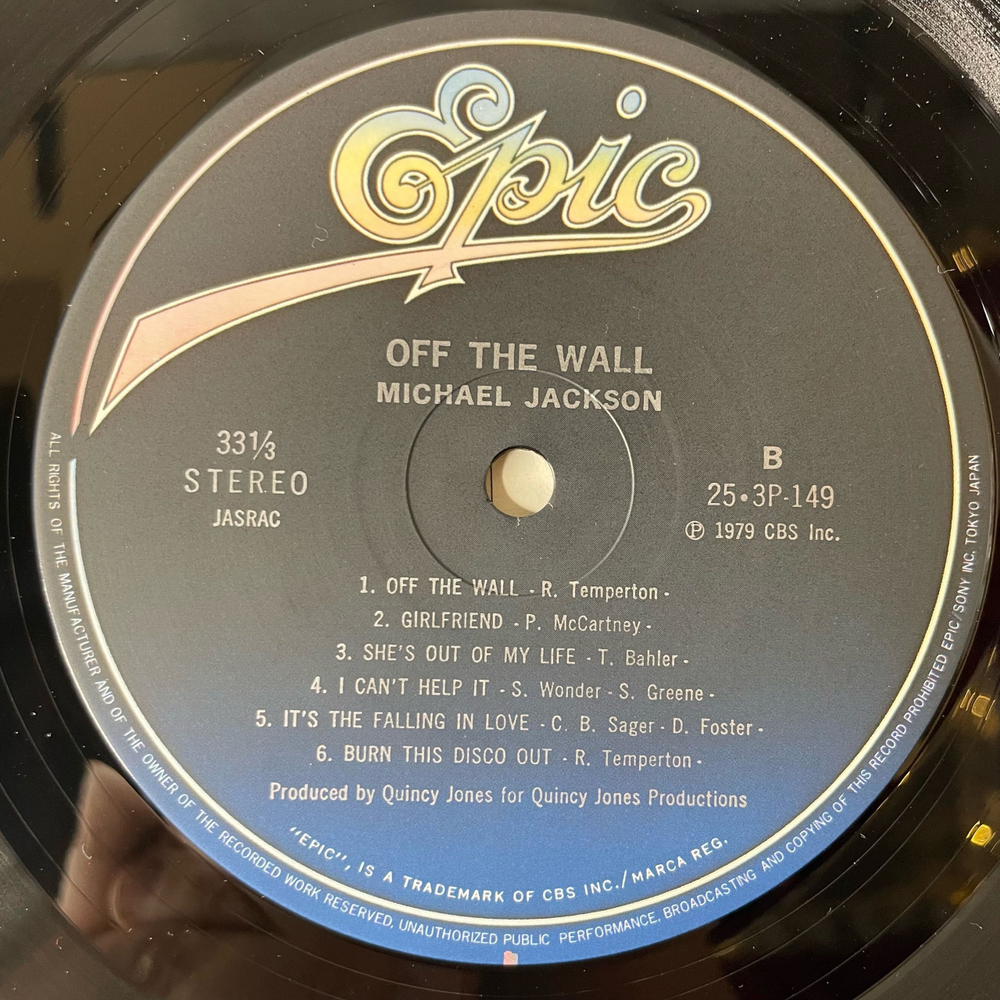 Epic
OFF THE WALL
MICHAEL JACKSON
33⅓
STEREO
JASRAC
B
25•3P-149
℗ 1979 CBS Inc.
1. OFF THE WALL - R. Temperton -
2. GIRLFRIEND - P. McCartney -
3. SHE'S OUT OF MY LIFE - T. Bahler -
4. I CAN'T HELP IT - S. Wonder - S. Greene -
5. IT'S THE FALLING IN LOVE - C. B. Sager - D. Foster -
6. BURN THIS DISCO OUT - R. Temperton -
Produced by Quincy Jones for Quincy Jones Productions
"EPIC", IS A TRADEMARK OF CBS INC./MARCA REG.
ALL RIGHTS OF THE MANUFACTURER AND OF THE OWNER OF THE RECORDED WORK RESERVED, UNAUTHORIZED PUBLIC PERFORMANCE, BROADCASTING AND COPYING OF THIS RECORD PROHIBITED EPIC/SONY INC. TOKYO JAPAN